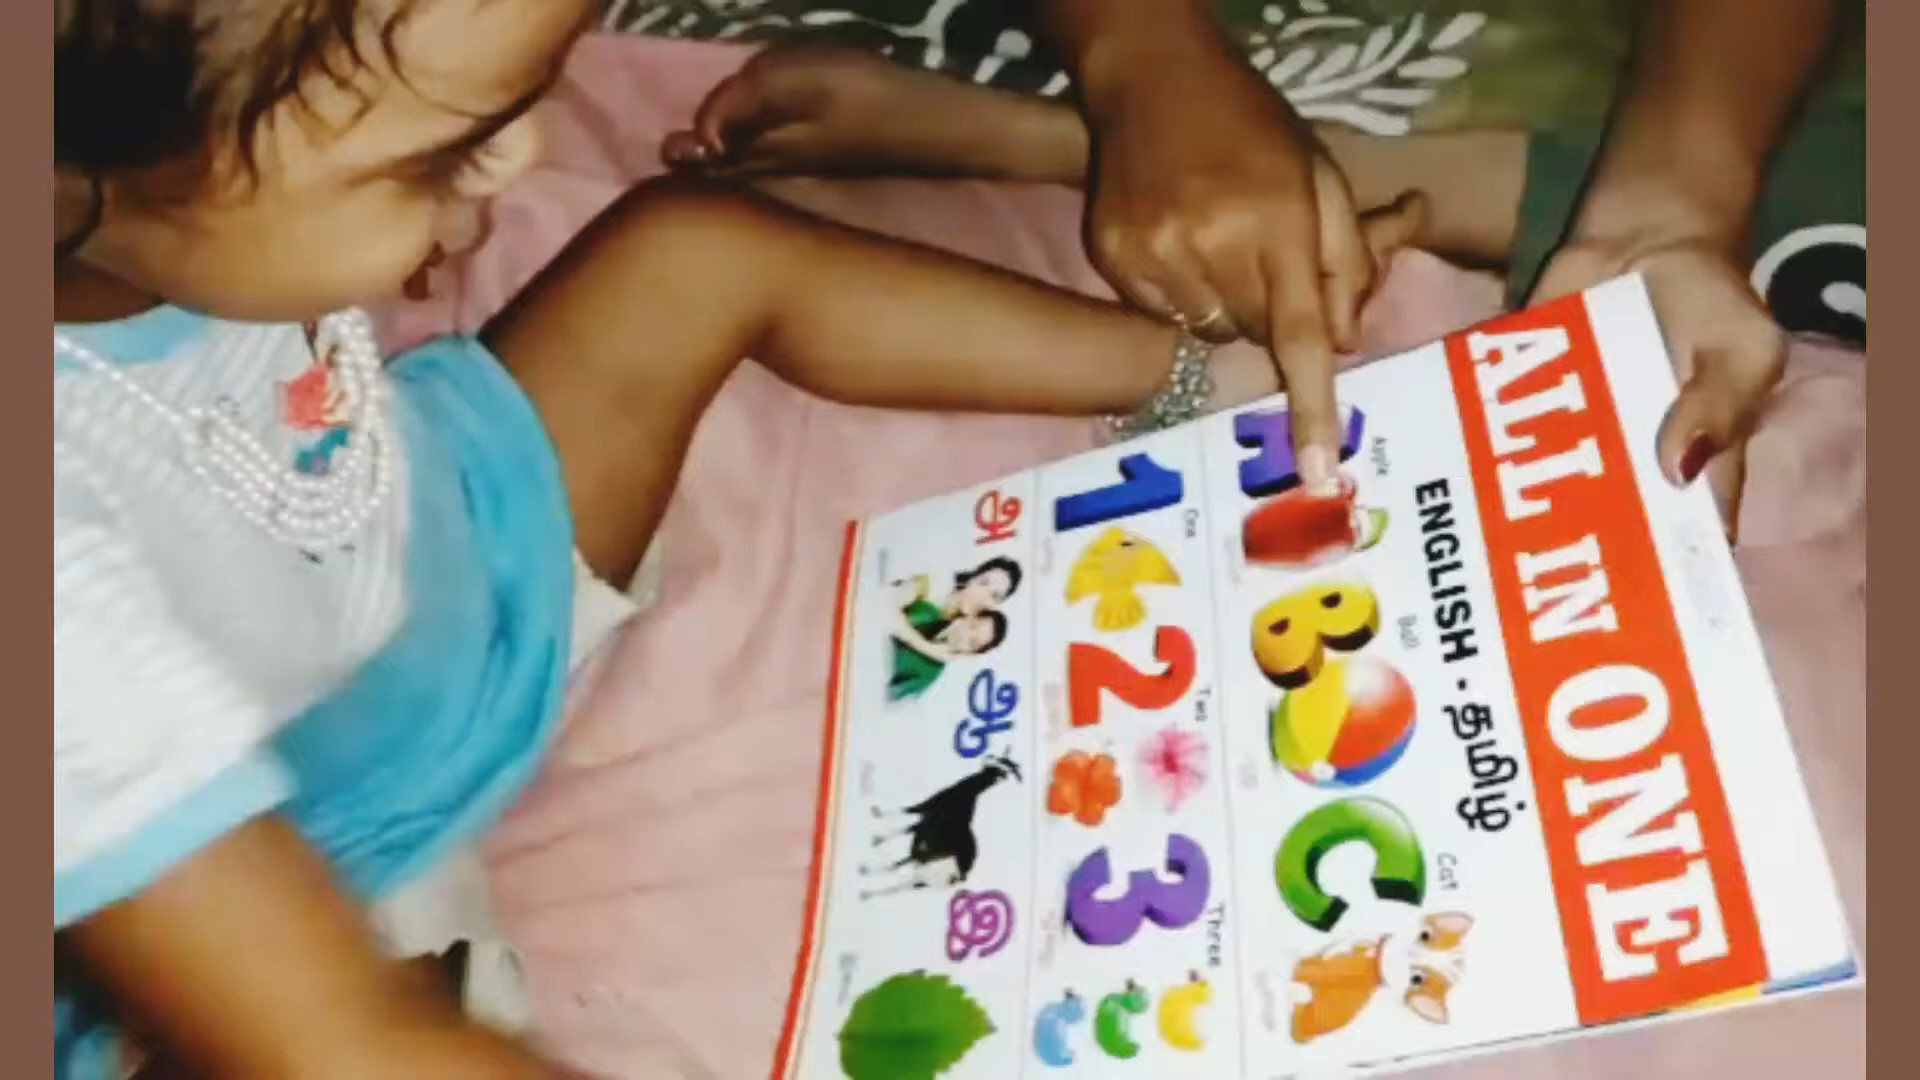 ALL IN ONE
ENGLISH - தமிழ்
Apple
Ball
Cat
A
B
C
One
Two
Three
1
2
3
அ
ஆ
இ